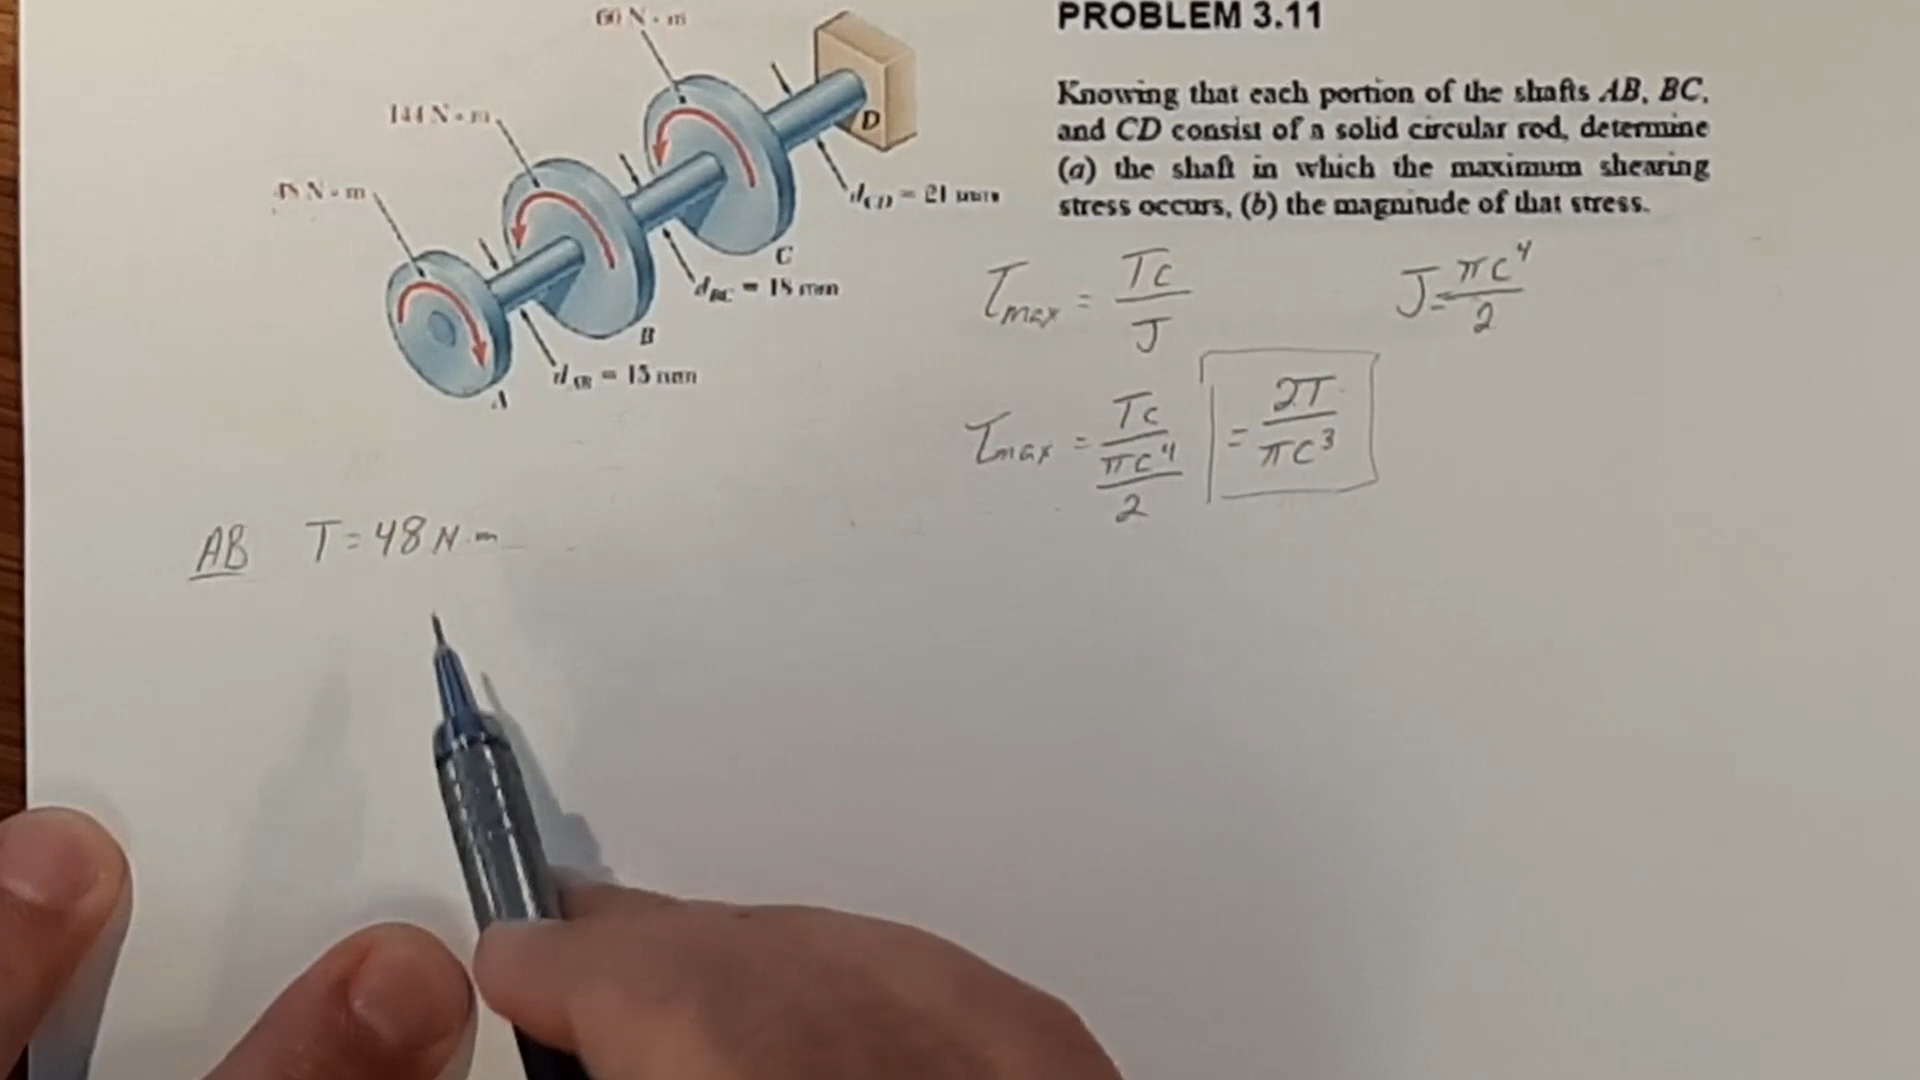 60 N · m
144 N · m
48 N · m
D
d_CD = 21 mm
C
d_BC = 18 mm
B
d_AB = 15 mm
A
PROBLEM 3.11
Knowing that each portion of the shafts AB, BC,
and CD consist of a solid circular rod, determine
(a) the shaft in which the maximum shearing
stress occurs, (b) the magnitude of that stress.
τmax = Tc/J
J = πc⁴/2
τmax = Tc/(πc⁴/2) = 2T/πc³
AB T = 48 N·m